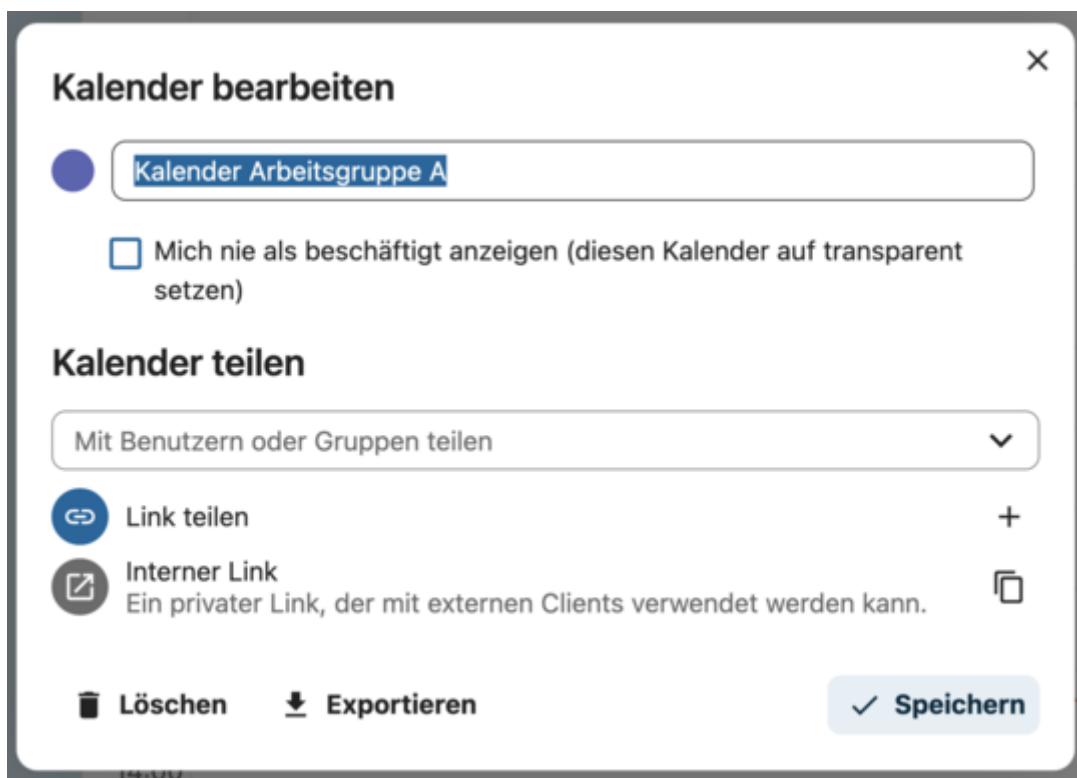 Kalender bearbeiten
Kalender Arbeitsgruppe A
Mich nie als beschäftigt anzeigen (diesen Kalender auf transparent
setzen)
Kalender teilen
Mit Benutzern oder Gruppen teilen
Link teilen
Interner Link
Ein privater Link, der mit externen Clients verwendet werden kann.
Löschen Exportieren Speichern
14:00